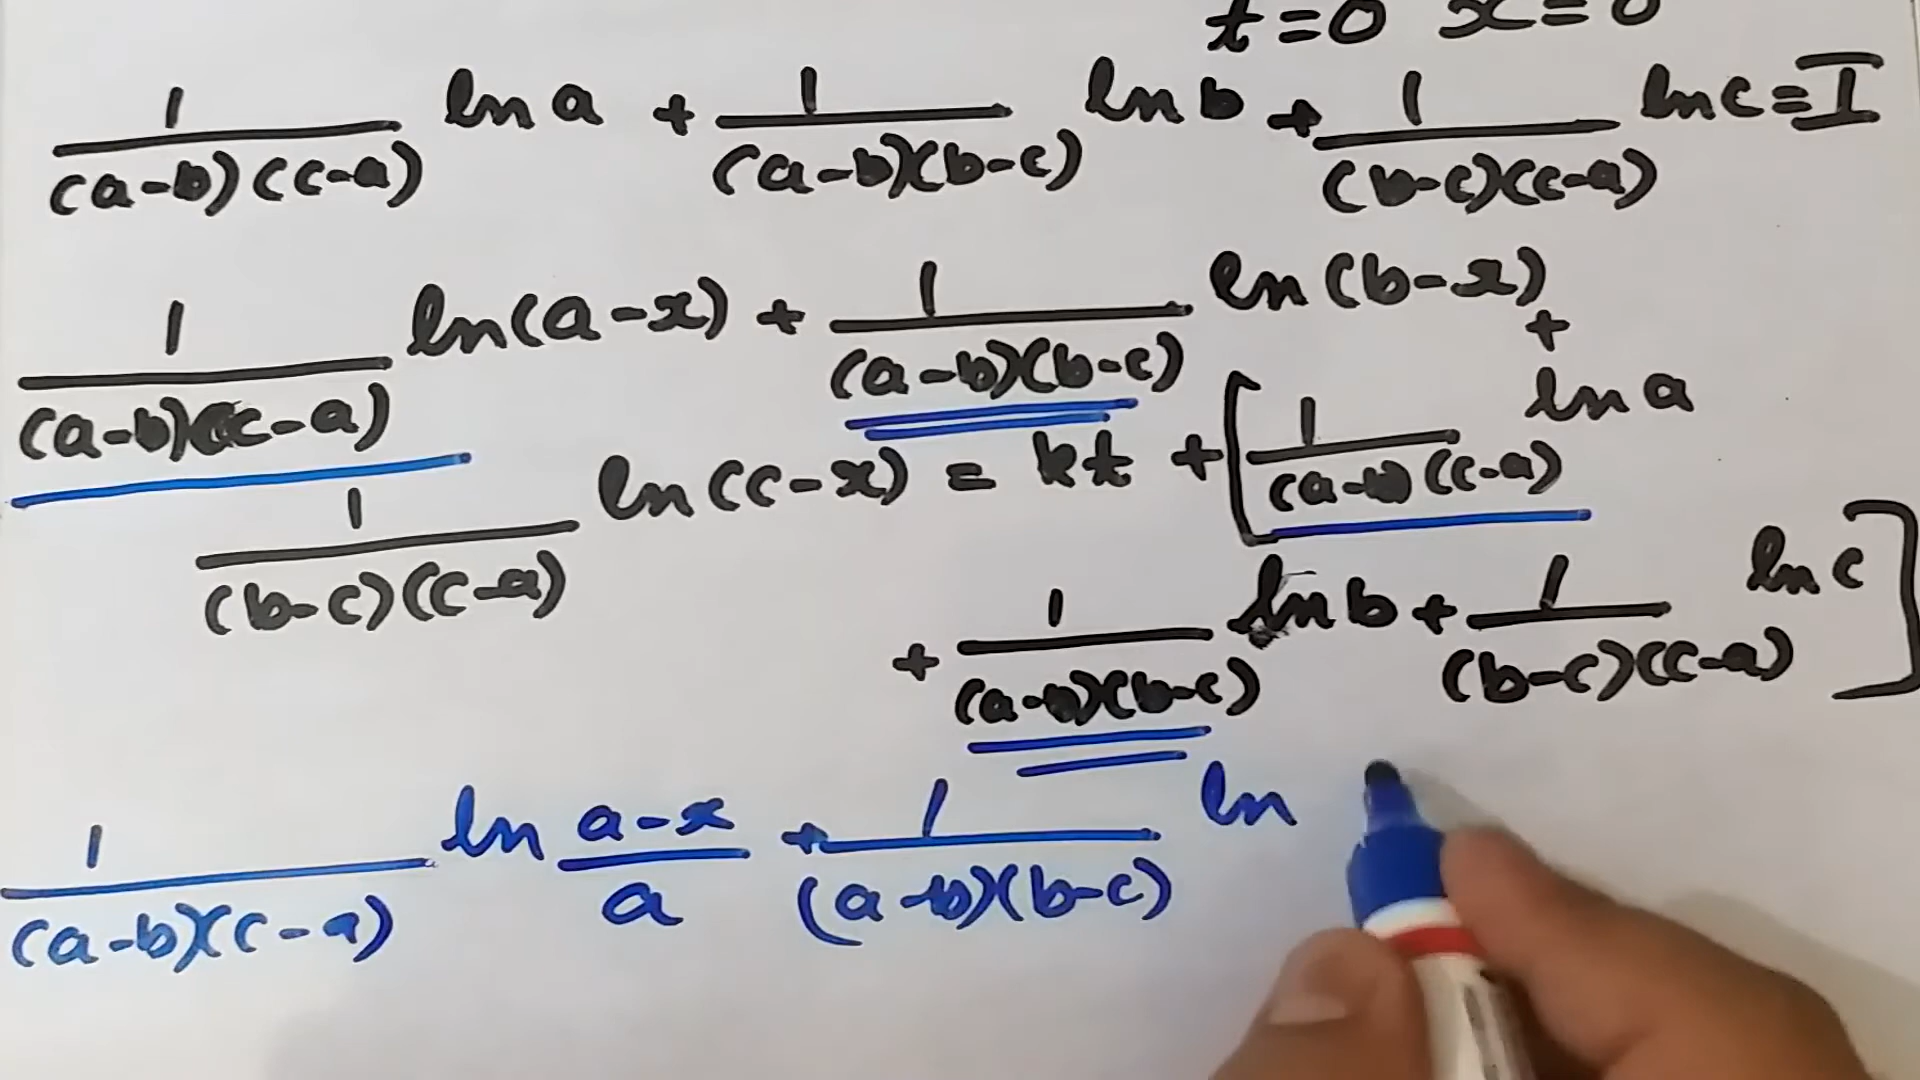 t=0 x=0
1/(a-b)(c-a) ln a + 1/(a-b)(b-c) ln b + 1/(b-c)(c-a) ln c = I
1/(a-b)(c-a) ln(a-x) + 1/(a-b)(b-c) ln(b-x) +
1/(b-c)(c-a) ln(c-x) = kt + [1/(a-b)(c-a) ln a
+ 1/(a-b)(b-c) ln b + 1/(b-c)(c-a) ln c]
1/(a-b)(c-a) ln a-x/a + 1/(a-b)(b-c) ln